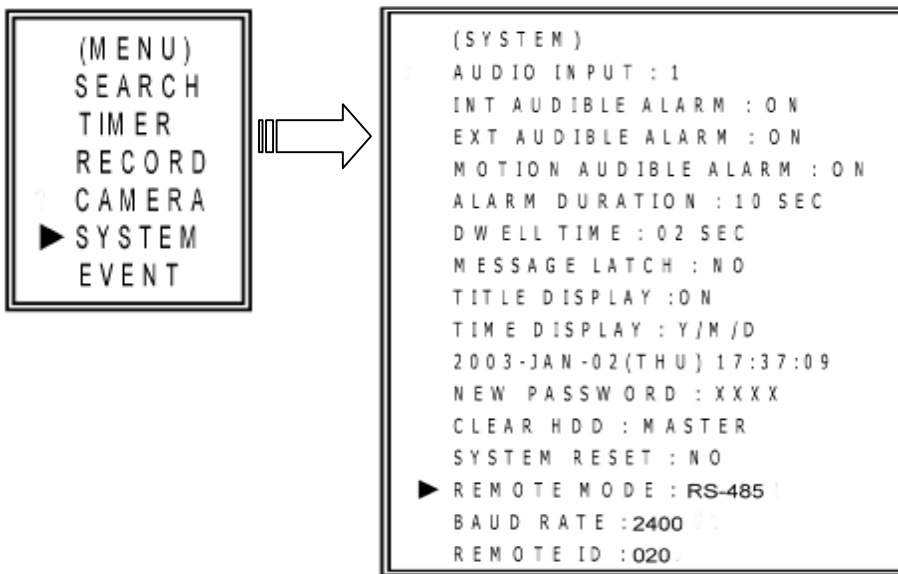 (MENU)
SEARCH
TIMER
RECORD
CAMERA
SYSTEM
EVENT
(SYSTEM)
AUDIO INPUT : 1
INT AUDIBLE ALARM : ON
EXT AUDIBLE ALARM : ON
MOTION AUDIBLE ALARM : ON
ALARM DURATION : 10 SEC
DWELL TIME : 02 SEC
MESSAGE LATCH : NO
TITLE DISPLAY :ON
TIME DISPLAY : Y/M/D
2003-JAN-02(THU) 17:37:09
NEW PASSWORD : XXXX
CLEAR HDD : MASTER
SYSTEM RESET : NO
REMOTE MODE : RS-485
BAUD RATE : 2400
REMOTE ID : 020